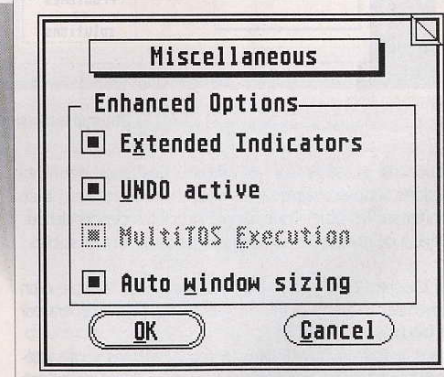 Miscellaneous
Enhanced Options
Extended Indicators
UNDO active
MultiTOS Execution
Auto window sizing
OK
Cancel